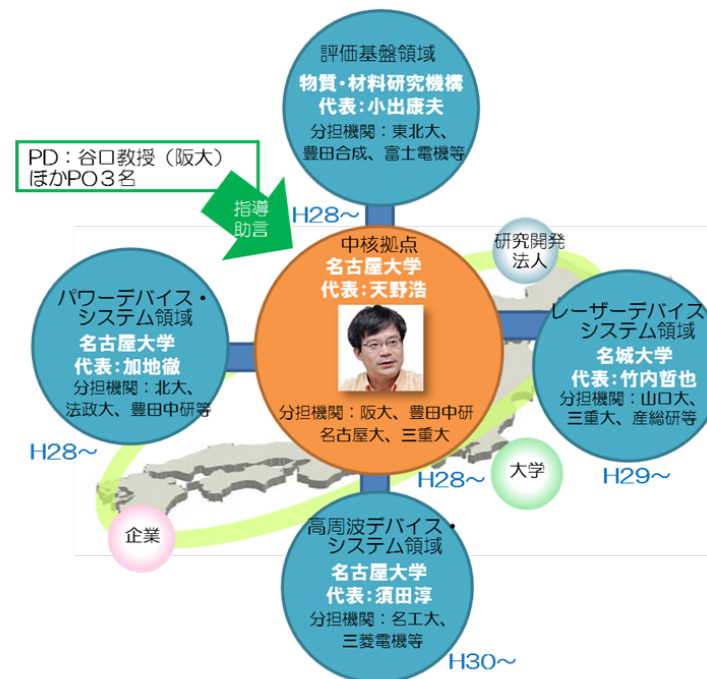 評価基盤領域
物質・材料研究機構
代表:小出康夫
分担機関:東北大、
豊田合成、富士電機等
PD:谷口教授(阪大)
ほかPO3名
指導
助言
H28~
中核拠点
名古屋大学
代表:天野浩
分担機関:阪大、豊田中研
名古屋大、三重大
H28~
研究開発
法人
パワーデバイス・
システム領域
名古屋大学
代表:加地徹
分担機関:北大、
法政大、豊田中研等
H28~
レーザーデバイス・
システム領域
名城大学
代表:竹内哲也
分担機関:山口大、
三重大、産総研等
H29~
大学
企業
高周波デバイス・
システム領域
名古屋大学
代表:須田淳
分担機関:名工大、
三菱電機等
H30~